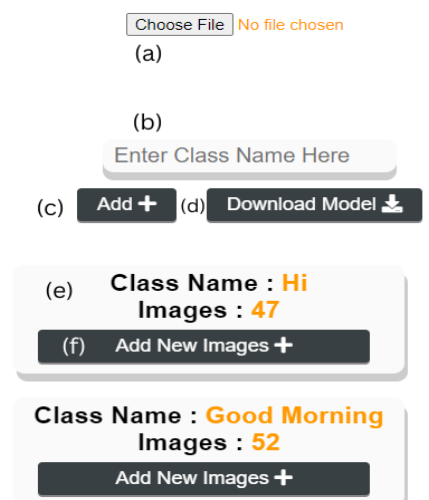 Choose File No file chosen
(a)
(b)
Enter Class Name Here
(c) Add (d) Download Model
(e) Class Name : Hi
Images : 47
(f) Add New Images
Class Name : Good Morning
Images : 52
Add New Images